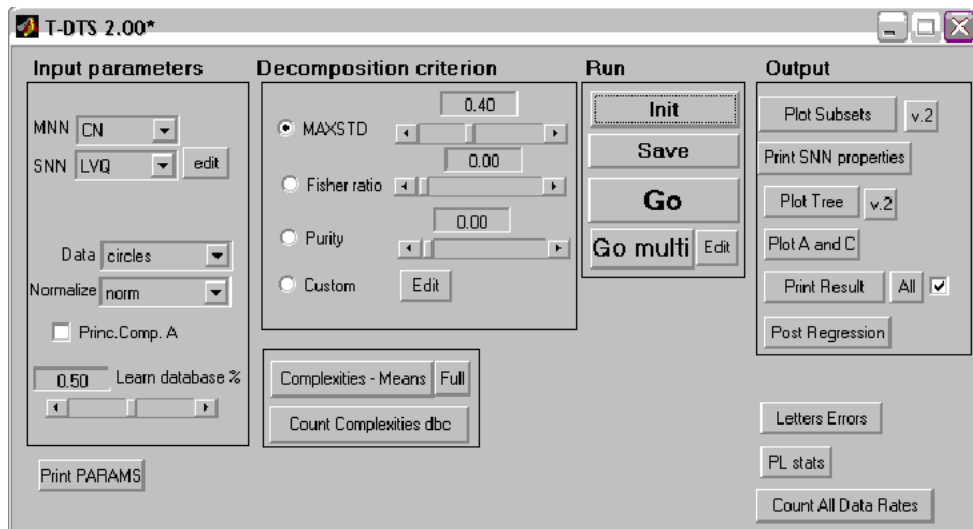 T-DTS 2.00*
Input parameters
MNN CN
SNN LVQ edit
Data circles
Normalize norm
Princ.Comp. A
0.50 Learn database %
Print PARAMS
Decomposition criterion
0.40
MAXSTD
0.00
Fisher ratio
0.00
Purity
Custom Edit
Complexities - Means Full
Count Complexities dbc
Run
Init
Save
Go
Go multi Edit
Output
Plot Subsets v.2
Print SNN properties
Plot Tree v.2
Plot A and C
Print Result All
Post Regression
Letters Errors
PL stats
Count All Data Rates